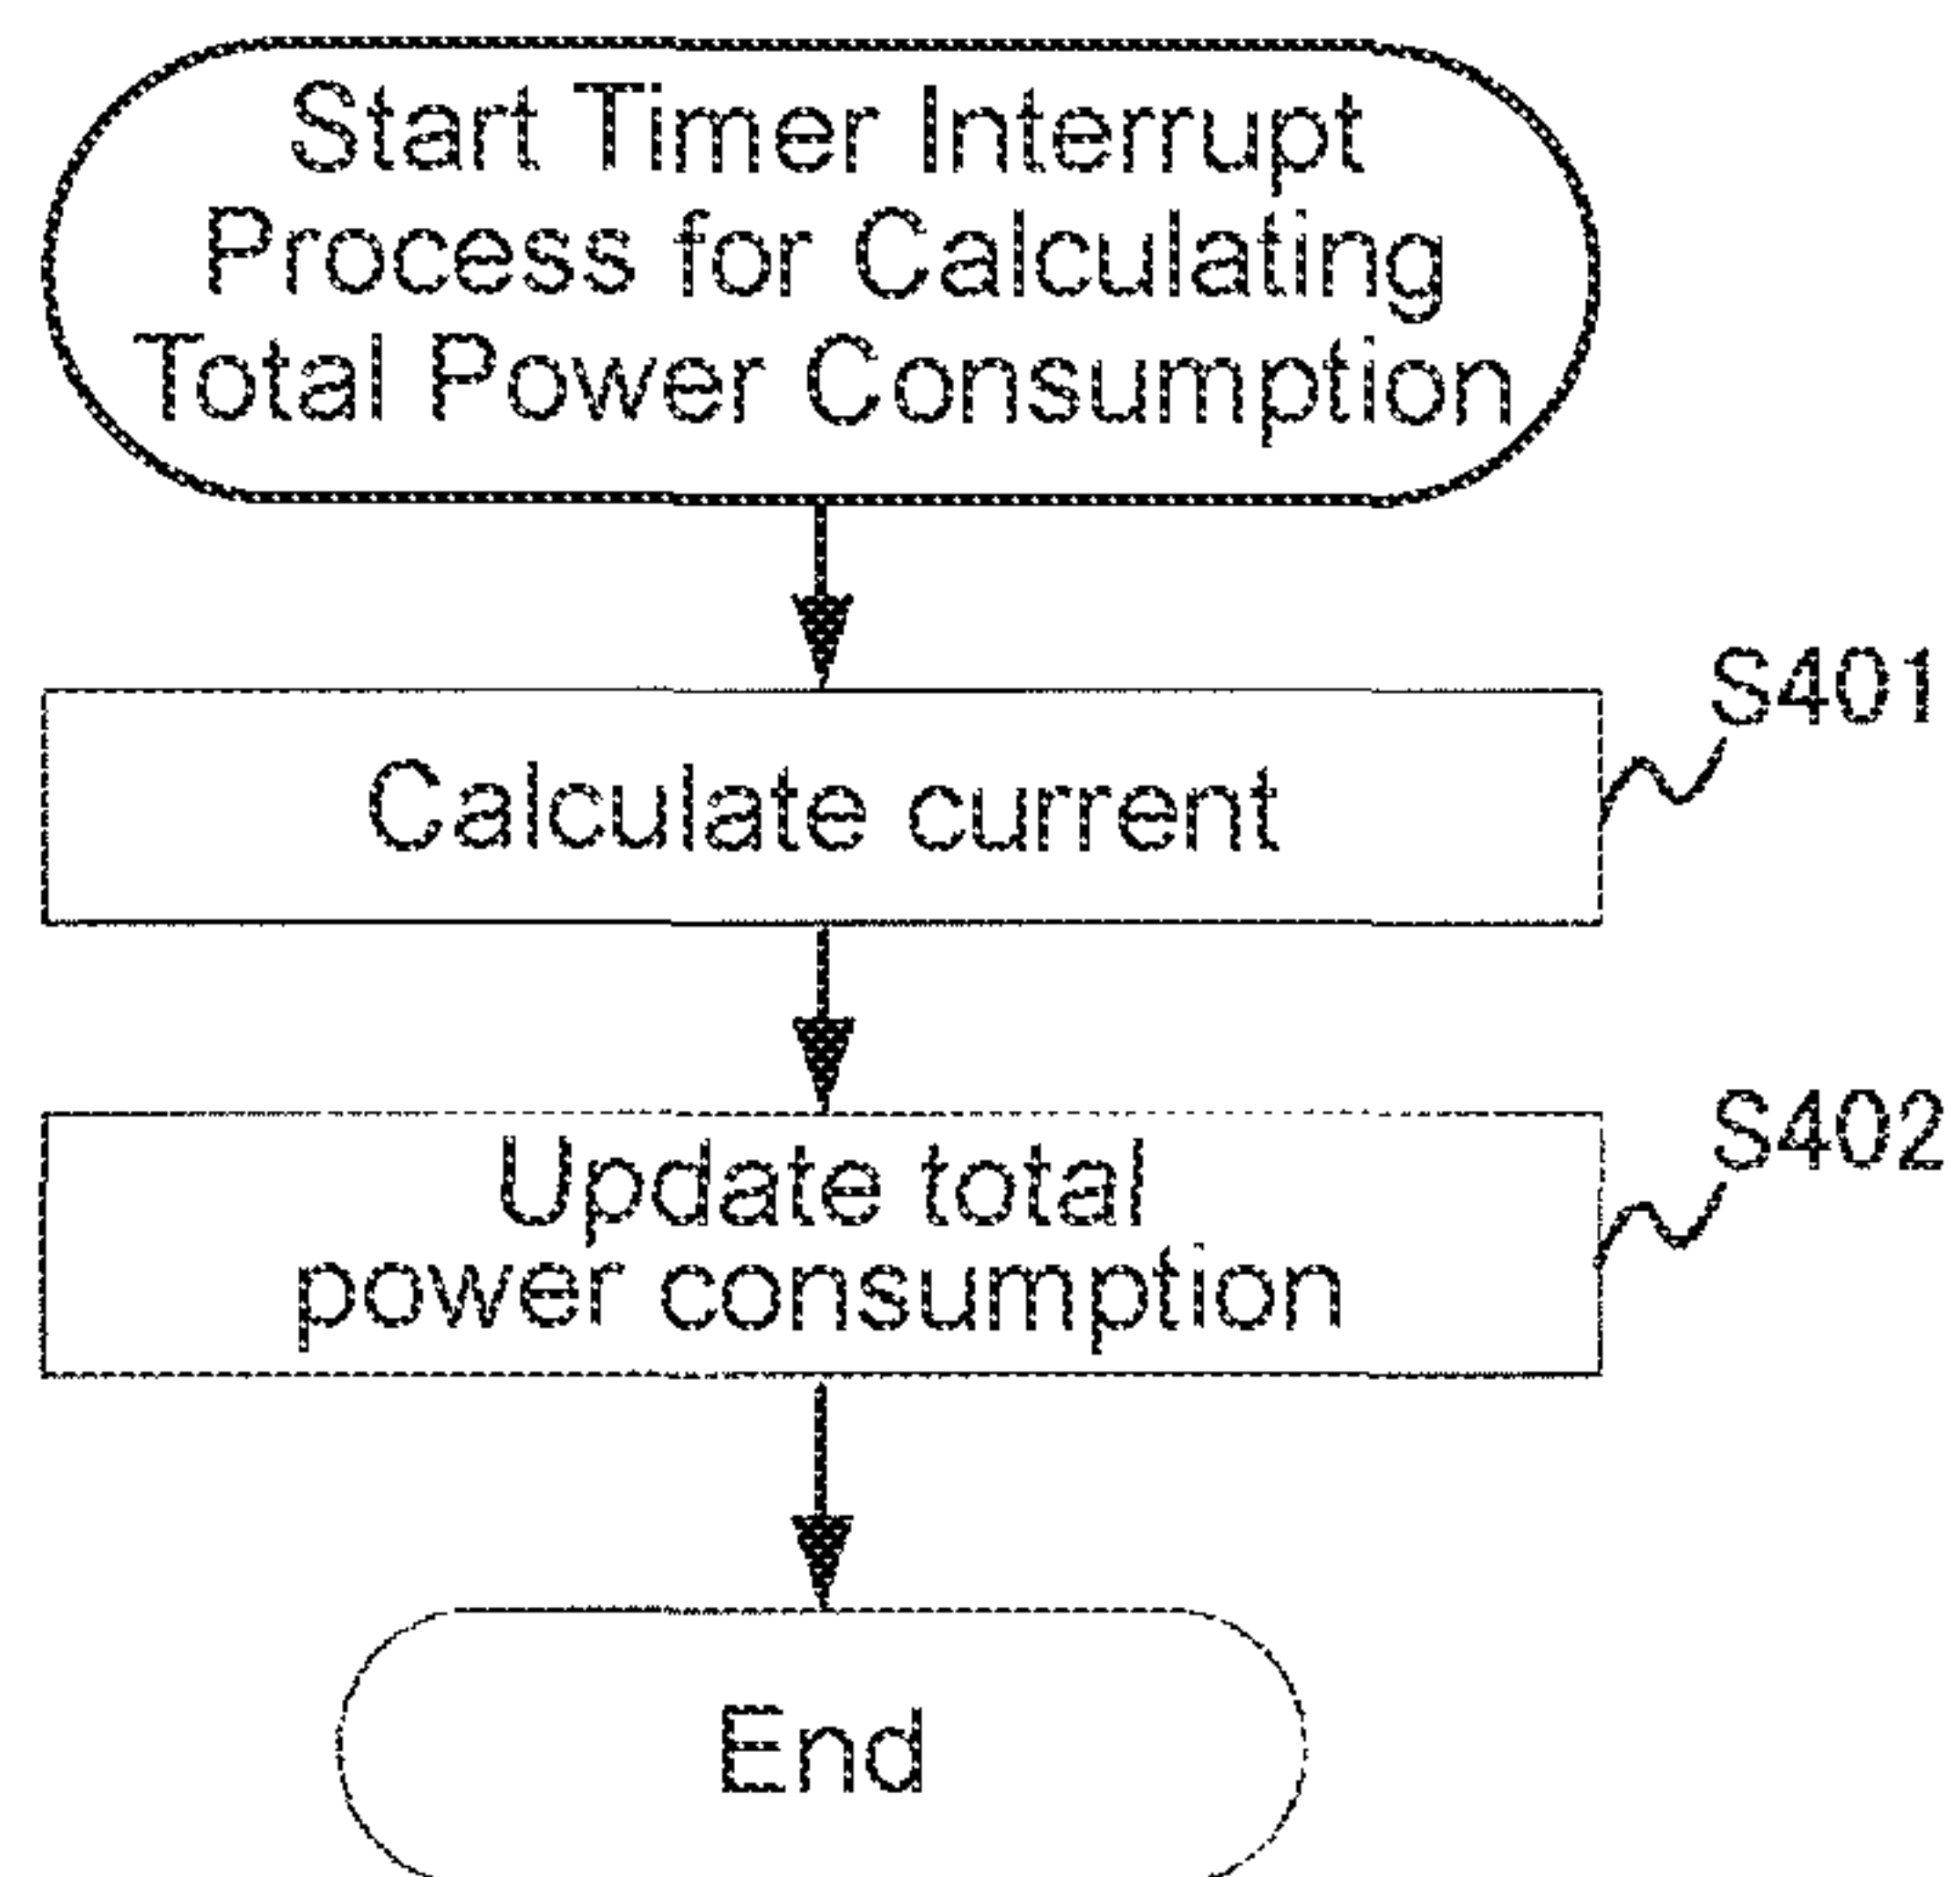 Start Timer Interrupt
Process for Calculating
Total Power Consumption
S401
Calculate current
S402
Update total
power consumption
End